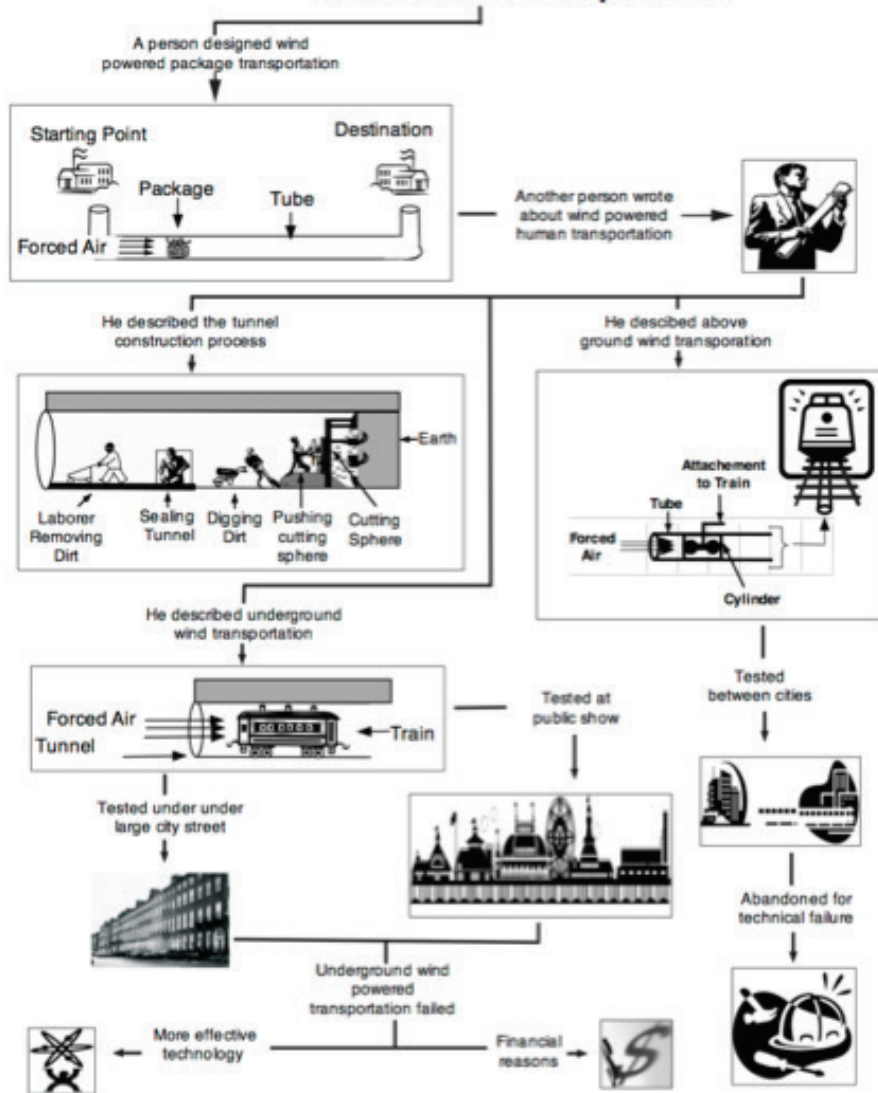 A person designed wind
powered package transportation
Starting Point
Destination
Package
Tube
Forced Air
Another person wrote
about wind powered
human transportation
He described the tunnel
construction process
He descibed above
ground wind transporation
Earth
Laborer
Removing
Dirt
Sealing
Tunnel
Digging
Dirt
Pushing
cutting
sphere
Cutting
Sphere
Attachement
to Train
Tube
Forced
Air
Cylinder
He described underground
wind transportation
Forced Air
Tunnel
Train
Tested at
public show
Tested
between cities
Tested under under
large city street
Abandoned for
technical failure
Underground wind
powered
transportation failed
More effective
technology
Financial
reasons